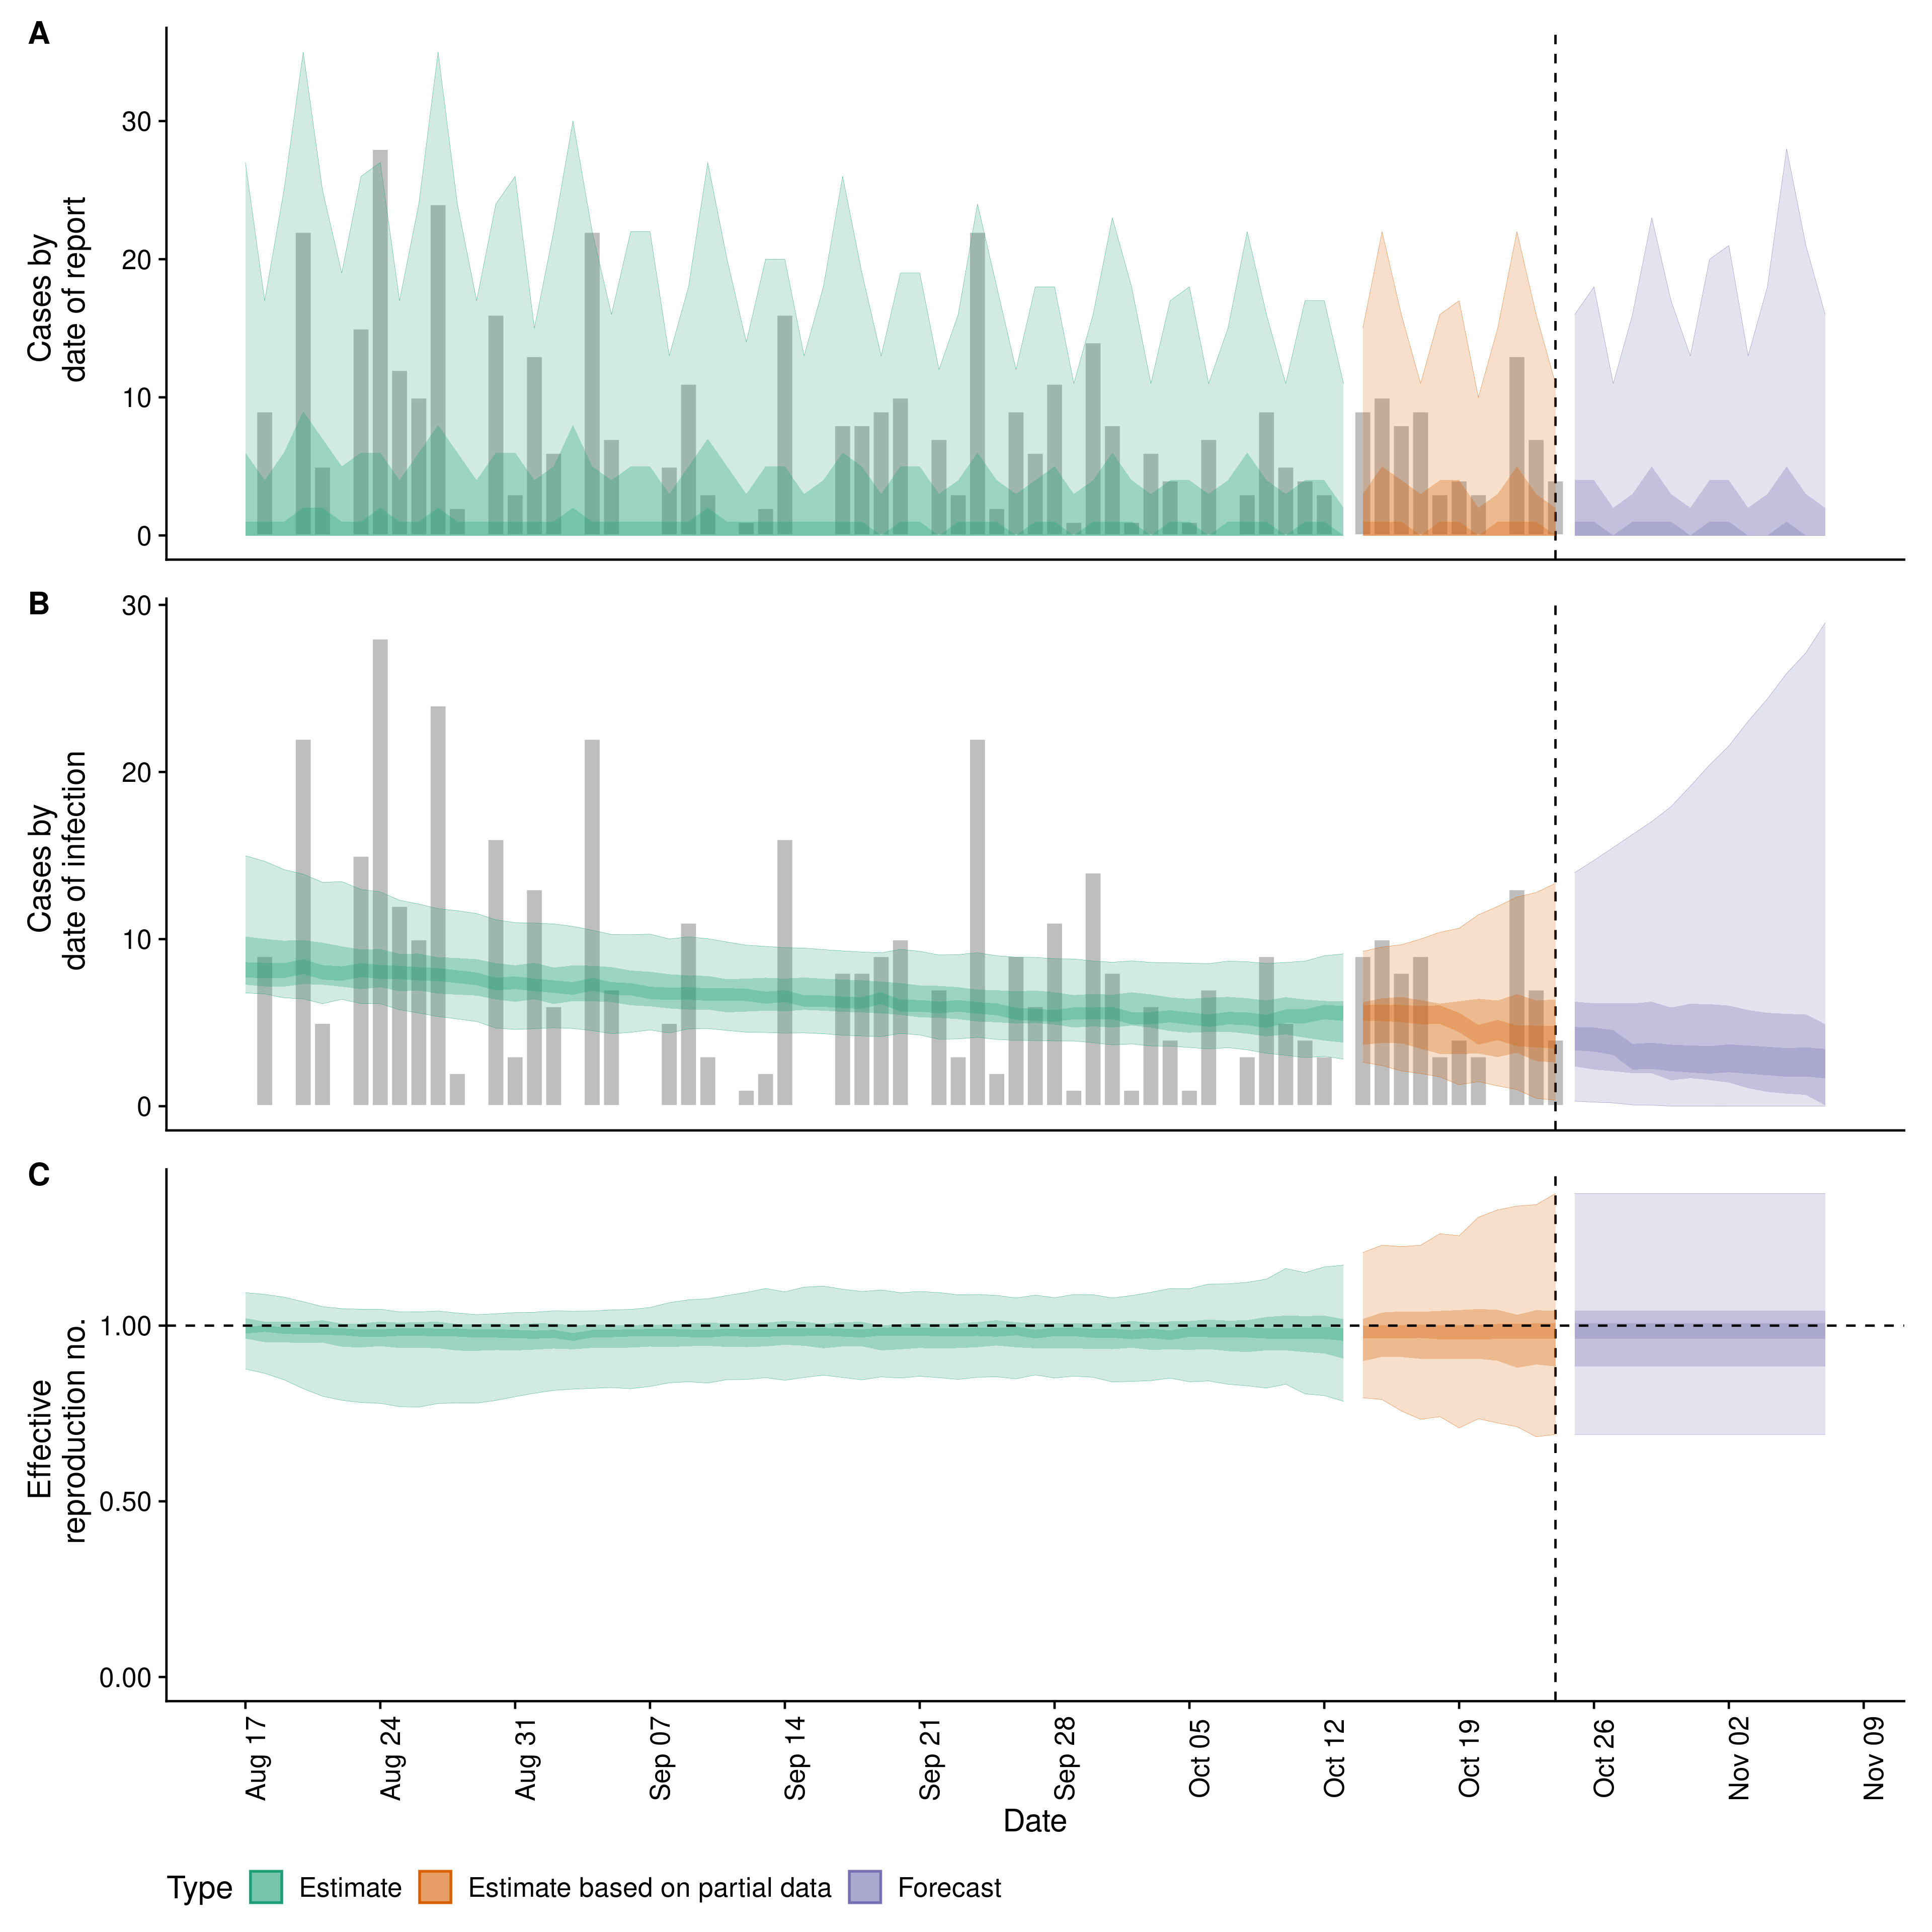 A
Cases by
date of report
30
20
10
0
B
Cases by
date of infection
30
20
10
0
C
Effective
reproduction no.
1.00
0.50
0.00
Aug 17
Aug 24
Aug 31
Sep 07
Sep 14
Sep 21
Sep 28
Oct 05
Oct 12
Oct 19
Oct 26
Nov 02
Nov 09
Date
Type Estimate Estimate based on partial data Forecast